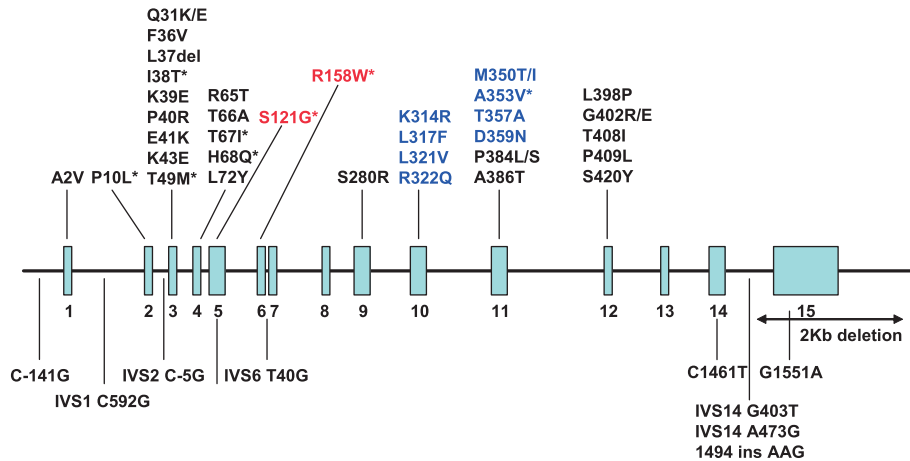 Q31K/E
F36V
L37del
I38T*
K39E
P40R
E41K
K43E
T49M*
A2V
P10L*
R65T
T66A
T67I*
H68Q*
L72Y
S121G*
R158W*
S280R
K314R
L317F
L321V
R322Q
M350T/I
A353V*
T357A
D359N
P384L/S
A386T
L398P
G402R/E
T408I
P409L
S420Y
1 2 3 4 5 6 7 8 9 10 11 12 13 14 15
2Kb deletion
C-141G
IVS1 C592G
IVS2 C-5G
IVS6 T40G
C1461T
G1551A
IVS14 G403T
IVS14 A473G
1494 ins AAG